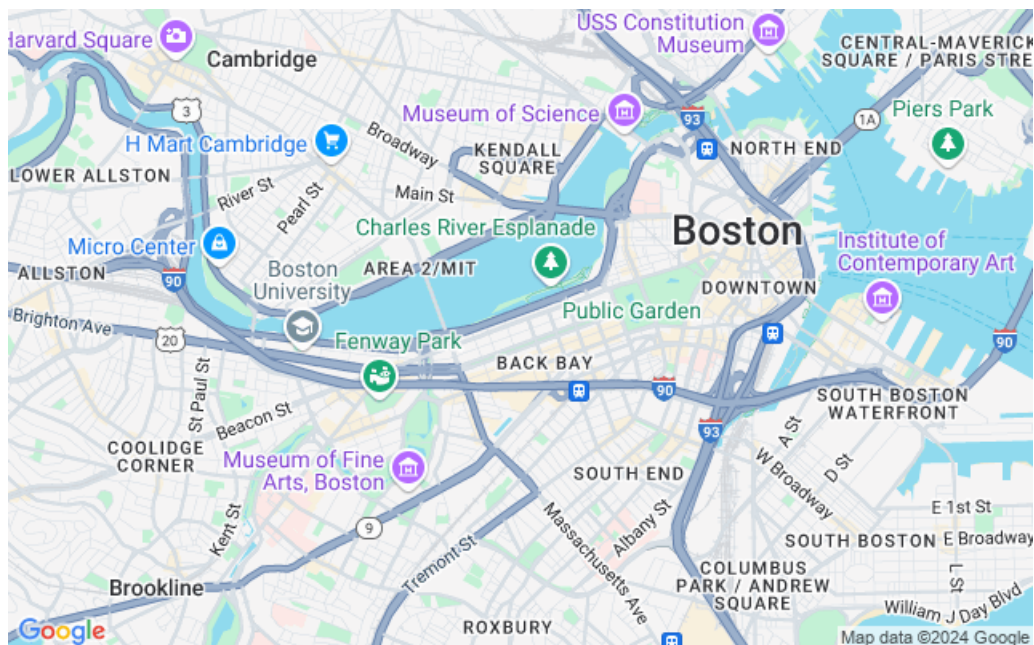 Harvard Square
Cambridge
USS Constitution
Museum
CENTRAL-MAVERICK
SQUARE / PARIS STRE
3
Museum of Science
93
1A
Piers Park
H Mart Cambridge
Broadway
KENDALL
SQUARE
NORTH END
LOWER ALLSTON
River St
Pearl St
Main St
Charles River Esplanade
Boston
Micro Center
Institute of
Contemporary Art
ALLSTON
90
Boston
University
AREA 2/MIT
DOWNTOWN
Public Garden
Brighton Ave
20
Fenway Park
BACK BAY
90
90
St Paul St
Beacon St
SOUTH BOSTON
WATERFRONT
93
A St
COOLIDGE
CORNER
Museum of Fine
Arts, Boston
SOUTH END
W Broadway
D St
Kent St
9
Massachusetts Ave
Albany St
E 1st St
SOUTH BOSTON
E Broadway
Tremont St
Brookline
COLUMBUS
PARK / ANDREW
SQUARE
L St
William J Day Blvd
ROXBURY
Google
Map data ©2024 Google